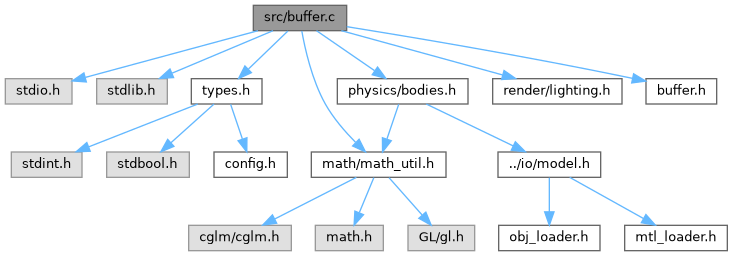 src/buffer.c
stdio.h
stdlib.h
types.h
physics/bodies.h
render/lighting.h
buffer.h
stdint.h
stdbool.h
config.h
math/math_util.h
../io/model.h
cglm/cglm.h
math.h
GL/gl.h
obj_loader.h
mtl_loader.h